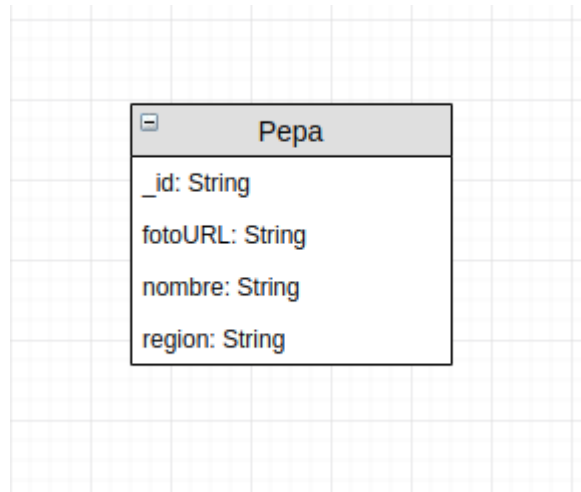 Pepa
_id: String
fotoURL: String
nombre: String
region: String